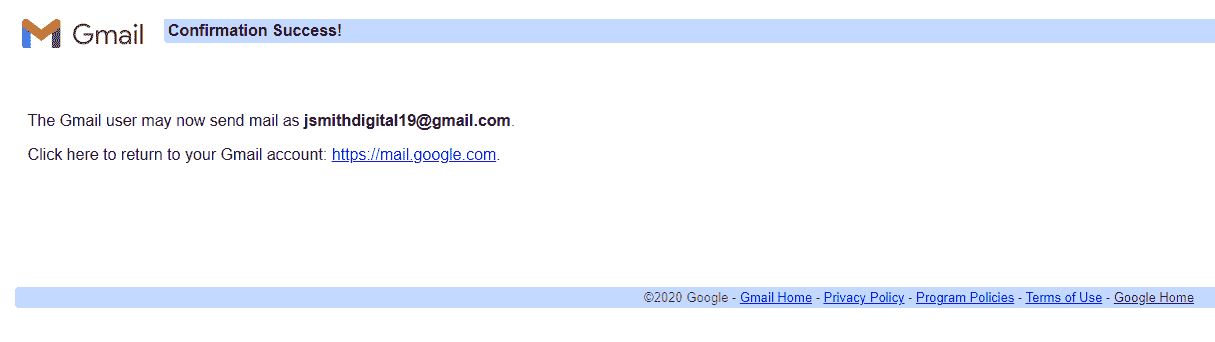 Gmail
Confirmation Success!
The Gmail user may now send mail as jsmithdigital19@gmail.com.
Click here to return to your Gmail account: https://mail.google.com.
©2020 Google - Gmail Home - Privacy Policy - Program Policies - Terms of Use - Google Home